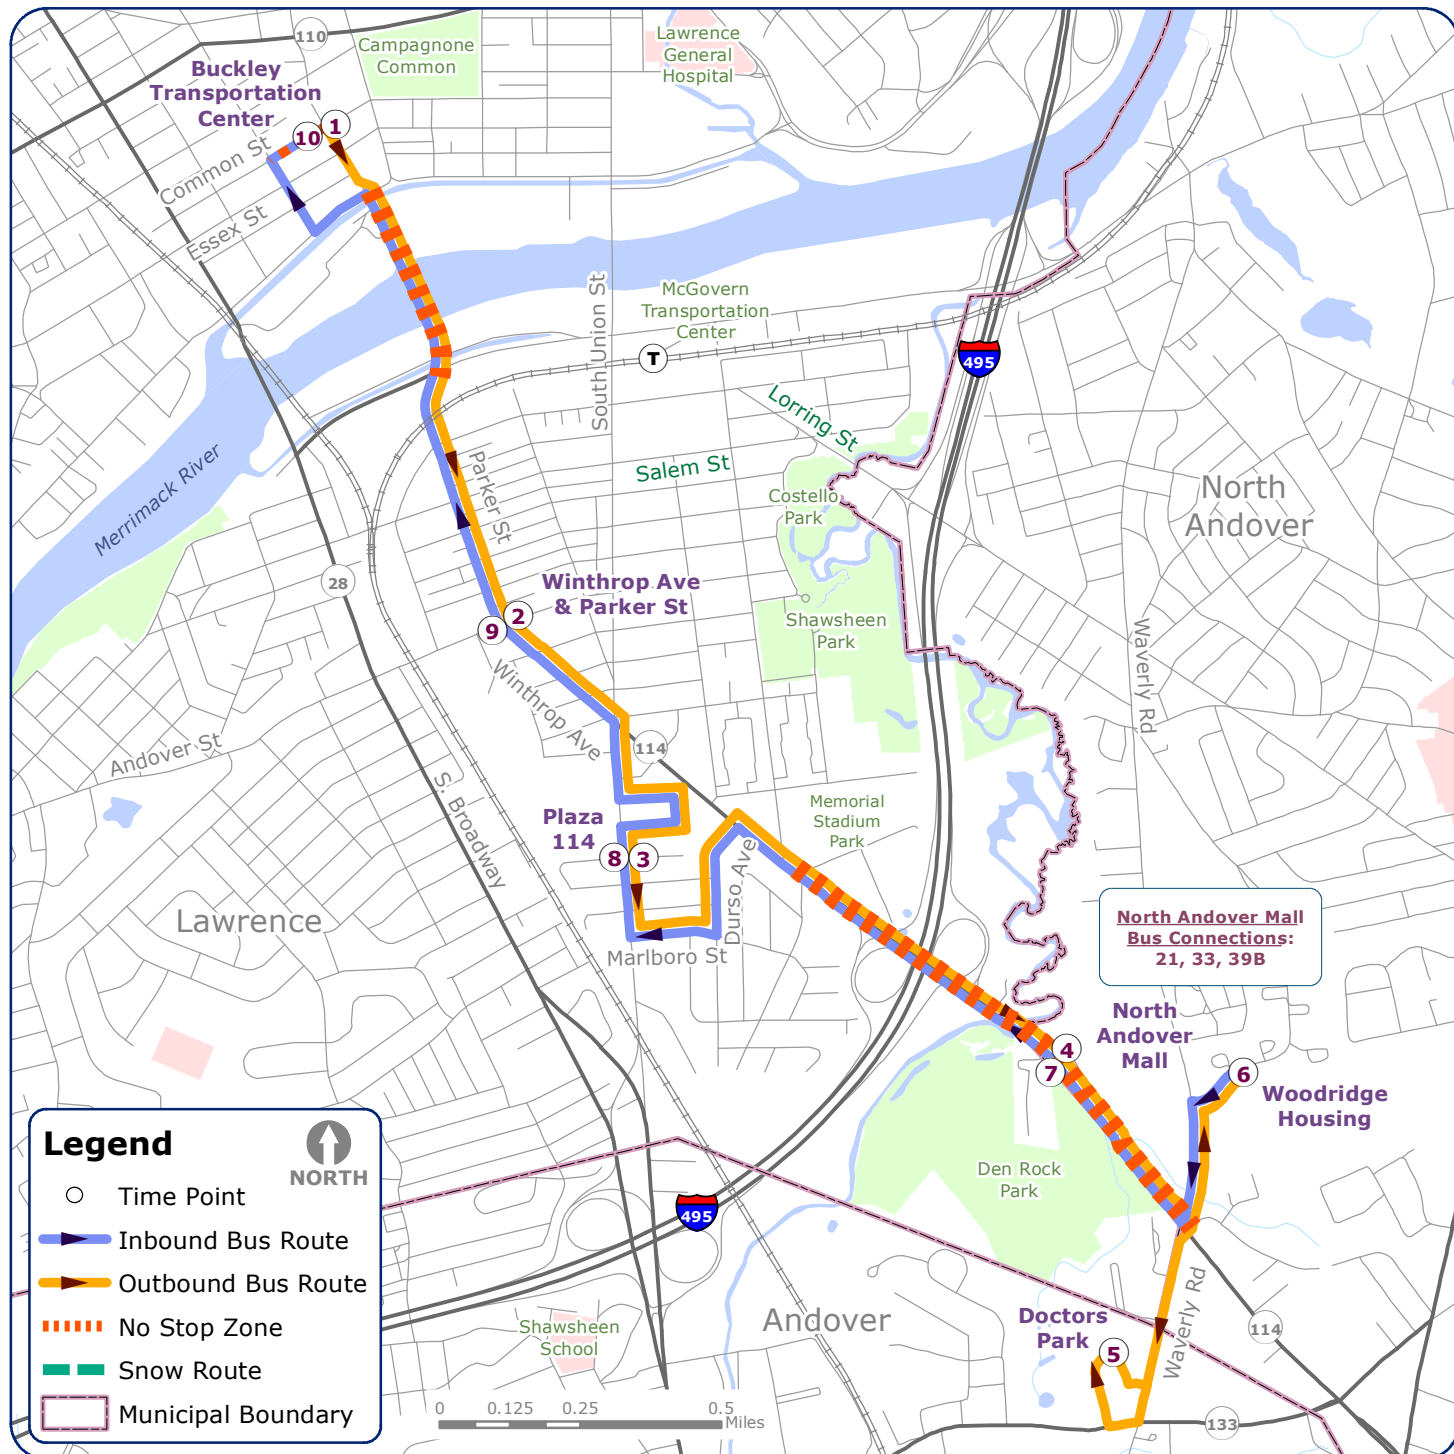 110
Campagnone
Common
Lawrence
General
Hospital
Buckley
Transportation
Center
10
1
Common St
Essex St
South Union St
McGovern
Transportation
Center
T
495
Lorring St
Salem St
Merrimack River
Parker St
Costello
Park
North
Andover
28
Winthrop Ave
& Parker St
2
9
Shawsheen
Park
Waverly Rd
Winthrop Ave
114
Andover St
S. Broadway
Plaza
114
Memorial
Stadium
Park
8
3
Durso Ave
Lawrence
Marlboro St
North Andover Mall
Bus Connections:
21, 33, 39B
North
Andover
Mall
4
7
6
Woodridge
Housing
Den Rock
Park
495
Legend
NORTH
Time Point
Inbound Bus Route
Outbound Bus Route
No Stop Zone
Snow Route
Municipal Boundary
Shawsheen
School
Andover
Doctors
Park
5
Waverly Rd
114
133
0
0.125
0.25
0.5
Miles